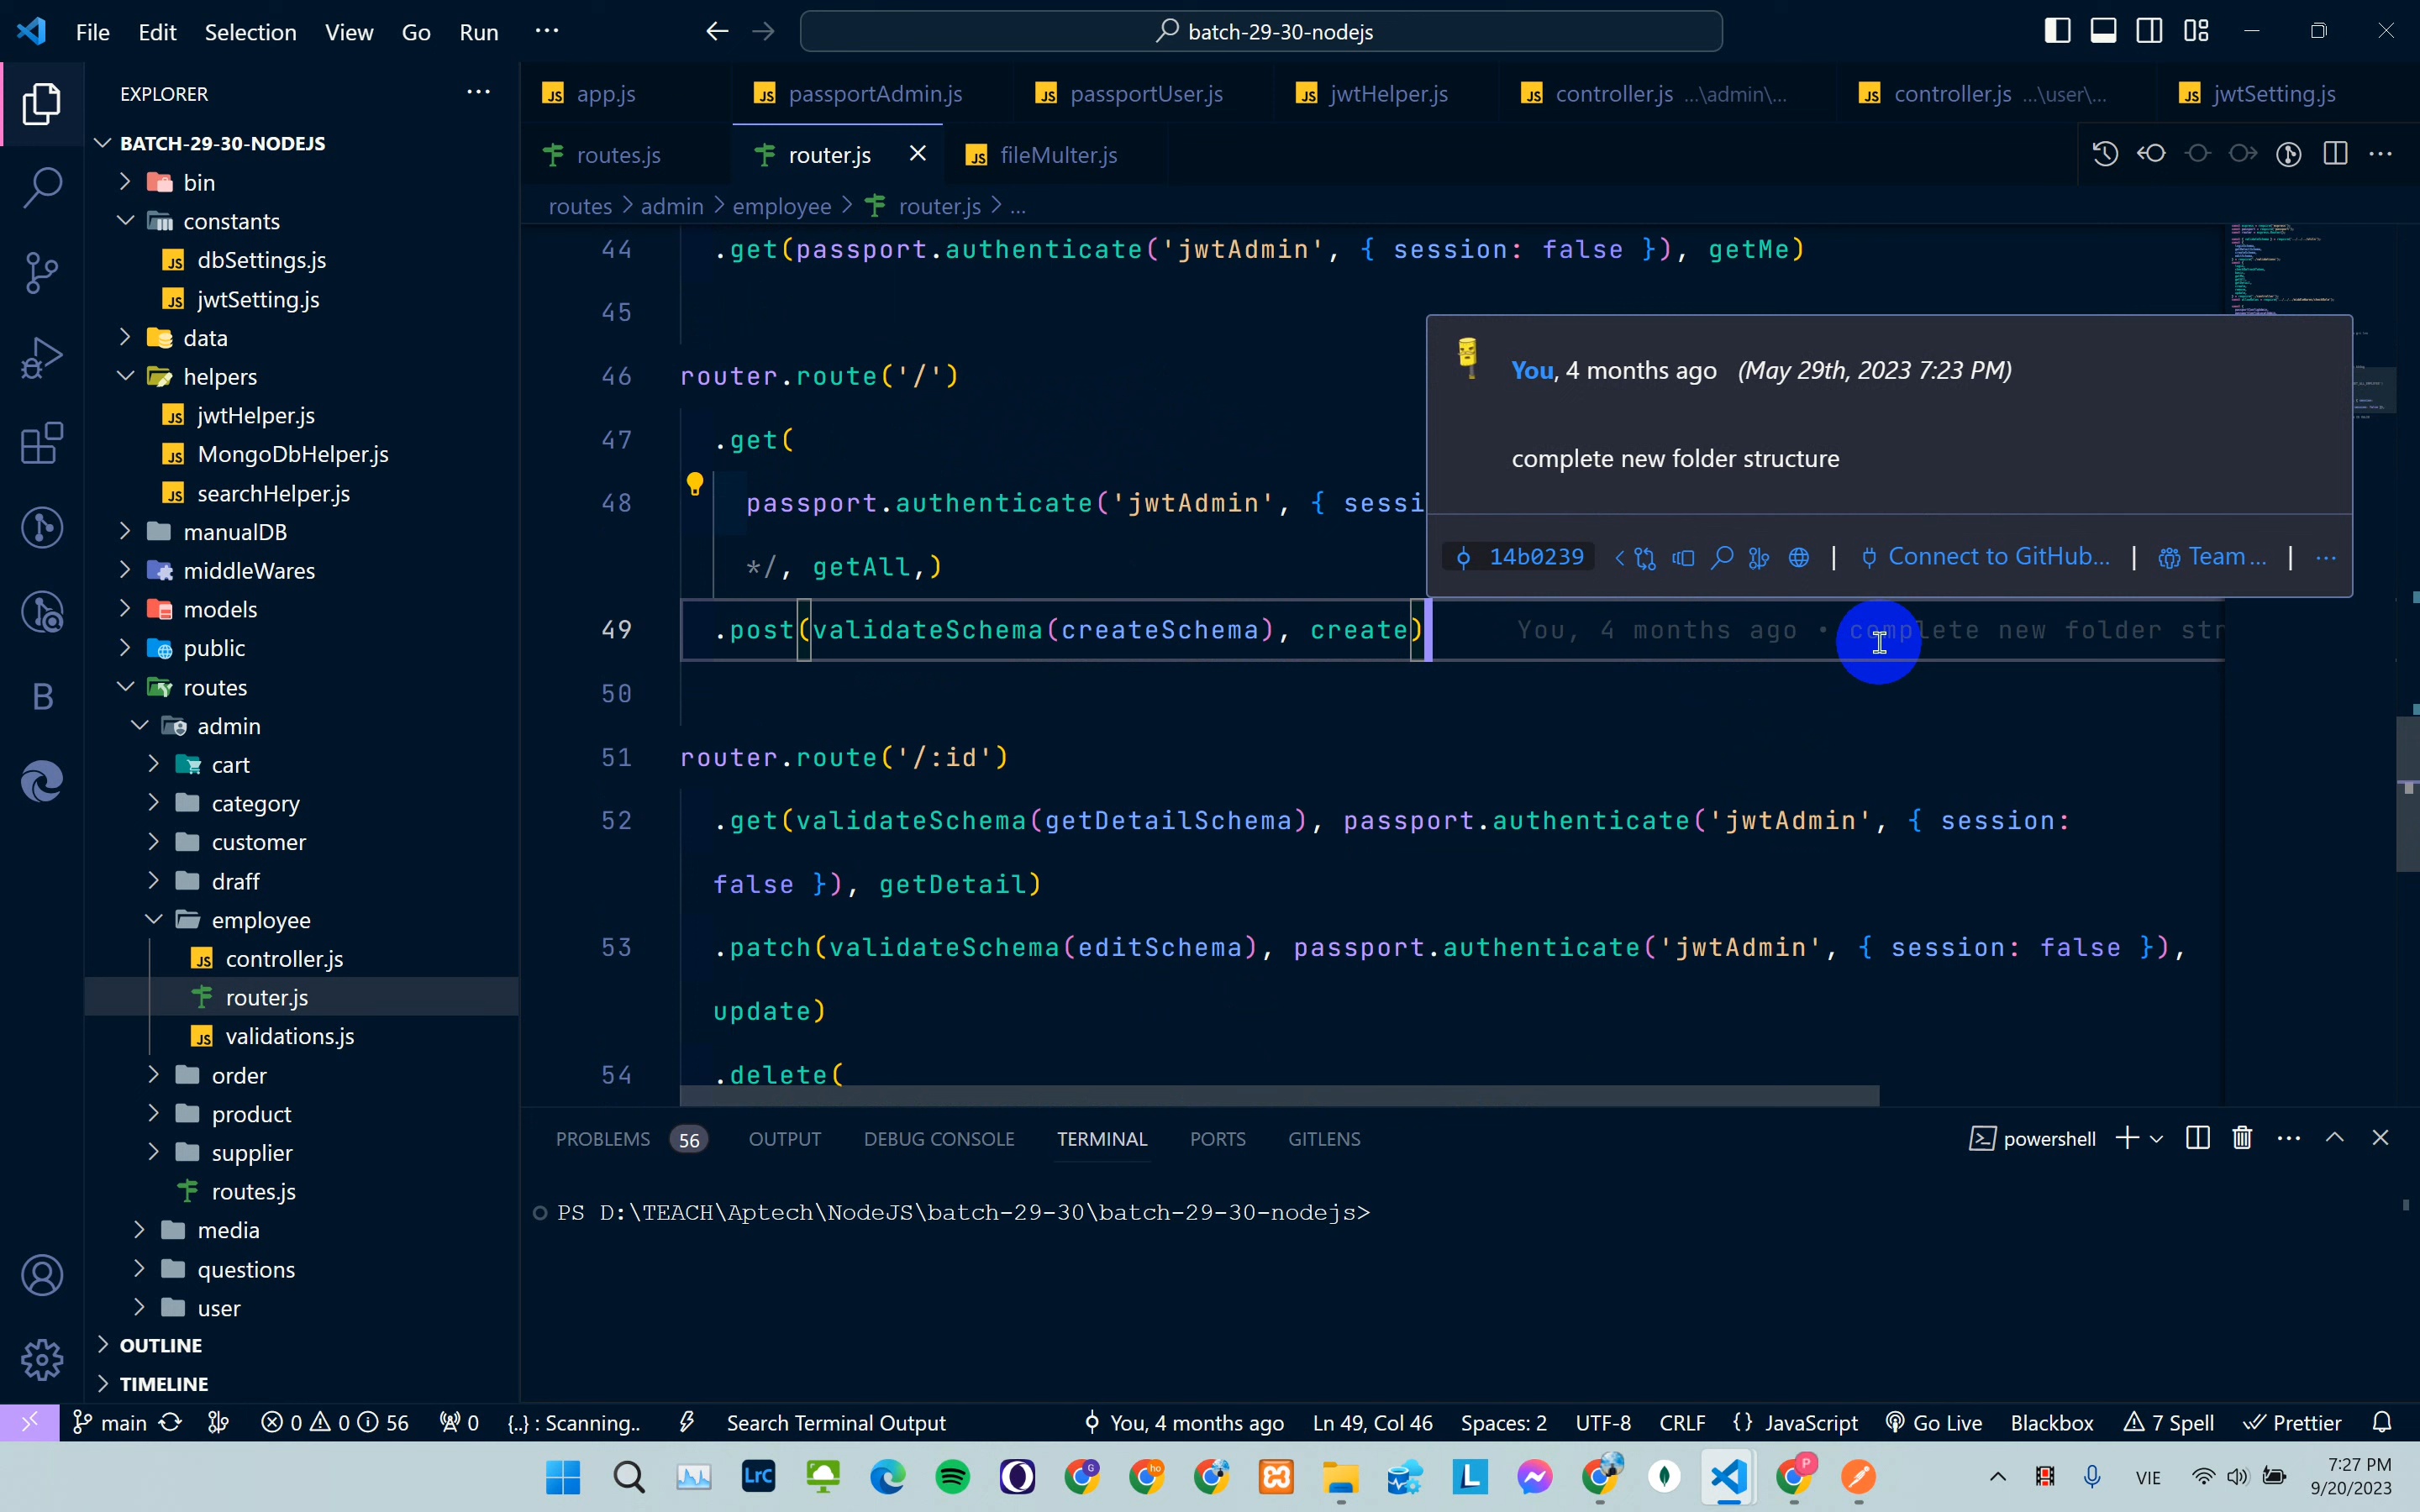 File Edit Selection View Go Run ···
batch-29-30-nodejs
EXPLORER ···
BATCH-29-30-NODEJS
bin
constants
dbSettings.js
jwtSetting.js
data
helpers
jwtHelper.js
MongoDbHelper.js
searchHelper.js
manualDB
middleWares
models
public
routes
admin
cart
category
customer
draff
employee
controller.js
router.js
validations.js
order
product
supplier
routes.js
media
questions
user
OUTLINE
TIMELINE
B
JS app.js JS passportAdmin.js JS passportUser.js JS jwtHelper.js JS controller.js ...\admin\... JS controller.js ...\user\... JS jwtSetting.js
routes.js router.js JS fileMulter.js
routes > admin > employee > router.js > ...
44 .get(passport.authenticate('jwtAdmin', { session: false }), getMe)
45
46 router.route('/')
47 .get(
48 passport.authenticate('jwtAdmin', { sessi
*/, getAll,)
49 .post(validateSchema(createSchema), create) You, 4 months ago • complete new folder str
50
51 router.route('/:id')
52 .get(validateSchema(getDetailSchema), passport.authenticate('jwtAdmin', { session:
false }), getDetail)
53 .patch(validateSchema(editSchema), passport.authenticate('jwtAdmin', { session: false }),
update)
54 .delete(
You, 4 months ago (May 29th, 2023 7:23 PM)
complete new folder structure
14b0239 | Connect to GitHub... | Team... | ···
PROBLEMS 56 OUTPUT DEBUG CONSOLE TERMINAL PORTS GITLENS
powershell
PS D:\TEACH\Aptech\NodeJS\batch-29-30\batch-29-30-nodejs>
main 0 0 56 0 {..} : Scanning.. Search Terminal Output You, 4 months ago Ln 49, Col 46 Spaces: 2 UTF-8 CRLF {} JavaScript Go Live Blackbox 7 Spell Prettier
LrC G ho L P
VIE
7:27 PM
9/20/2023